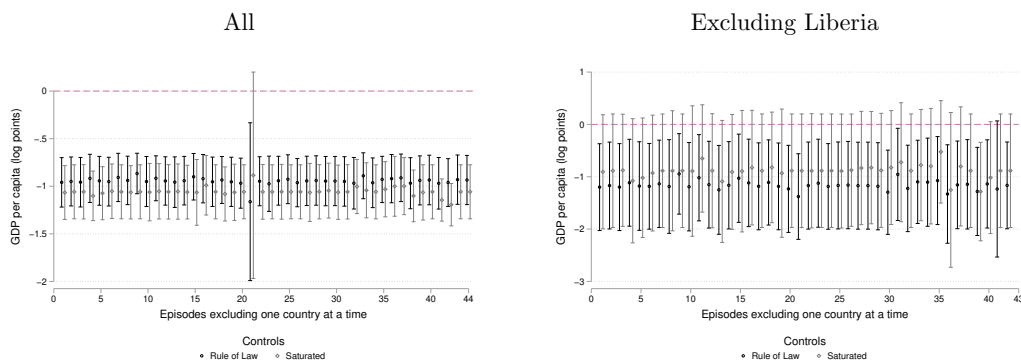 All
GDP per capita (log points)
0
−.5
−1
−1.5
−2
0 5 10 15 20 25 30 35 40 44
Episodes excluding one country at a time
Controls
Rule of Law Saturated
Excluding Liberia
GDP per capita (log points)
1
0
−1
−2
−3
0 5 10 15 20 25 30 35 40 43
Episodes excluding one country at a time
Controls
Rule of Law Saturated